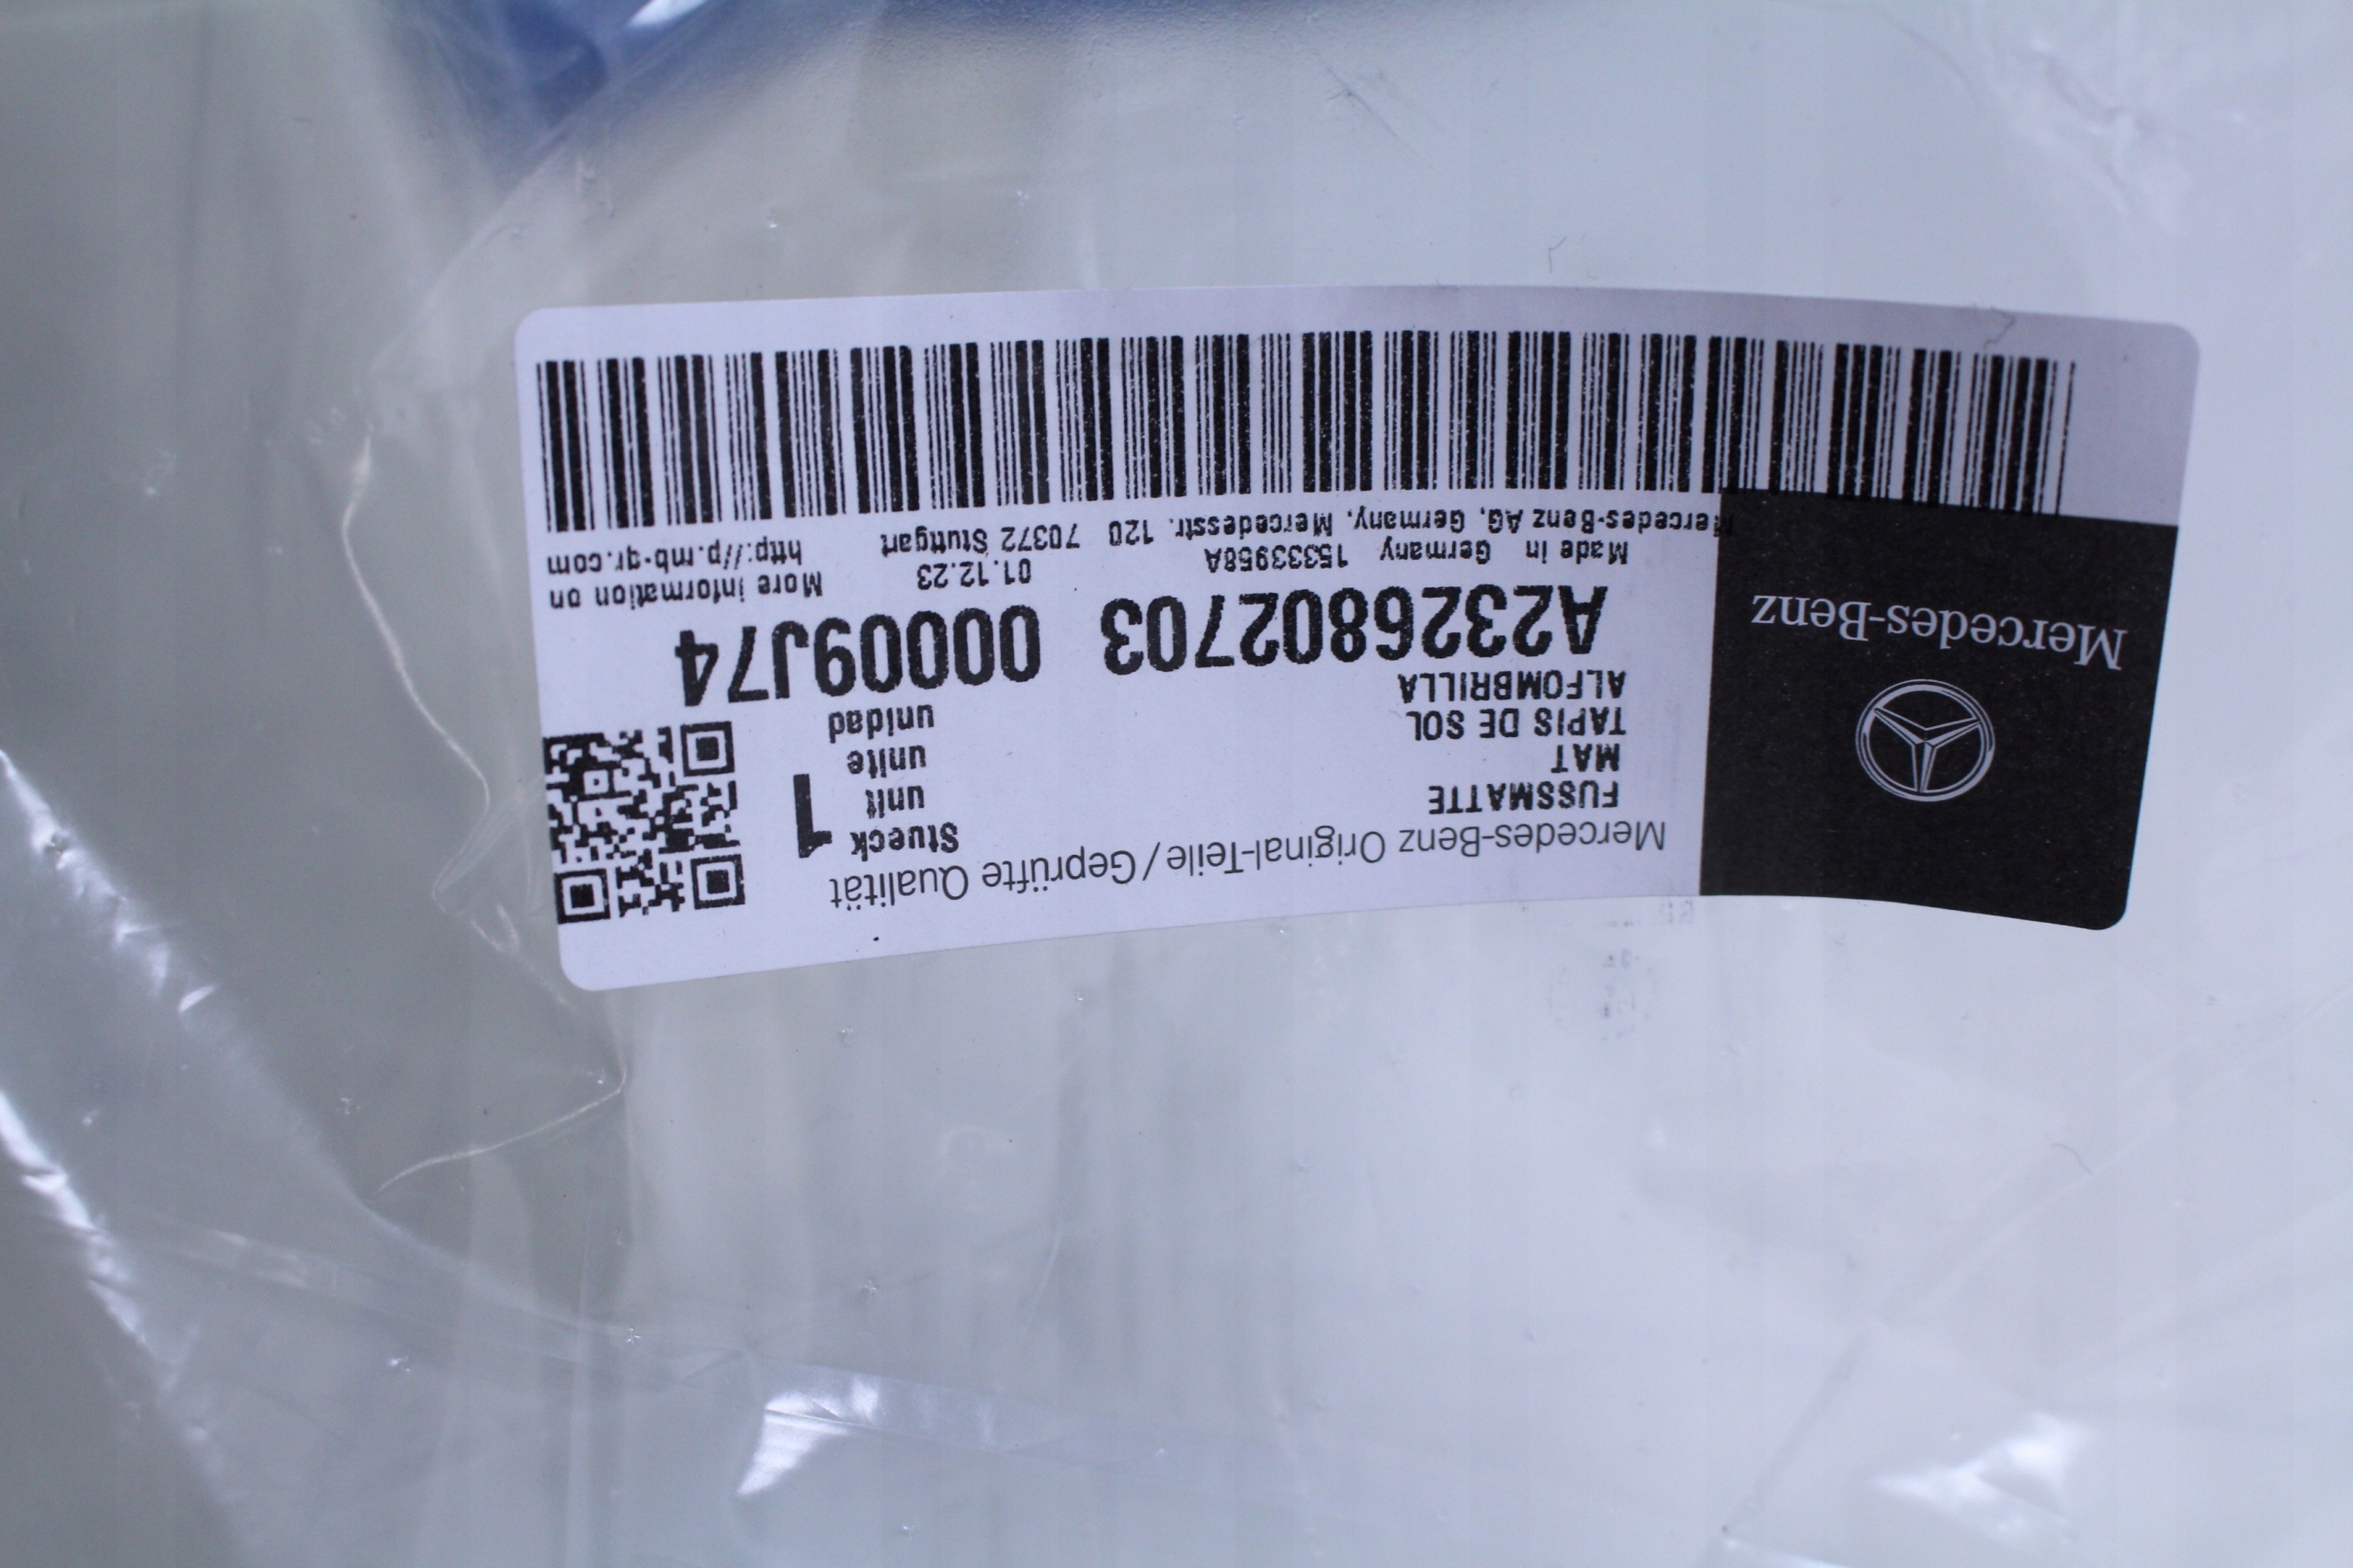 Mercedes-Benz
Mercedes-Benz Original-Teile/Geprüfte Qualität
FUSSMATTE
MAT
TAPIS DE SOL
ALFOMBRILLA
1
Stueck
unit
unite
unidad
A2326802703 00009J74
Made in Germany 15333958A 01.12.23
Mercedes-Benz AG, Germany, Mercedesstr. 120 70372 Stuttgart
More information on
http://p.mb-qr.com